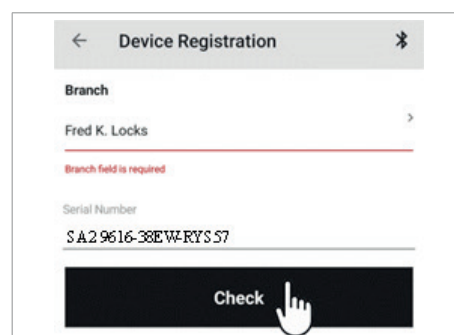 Device Registration
Branch
Fred K. Locks
Branch field is required
Serial Number
SA29616-38EW-RYS57
Check